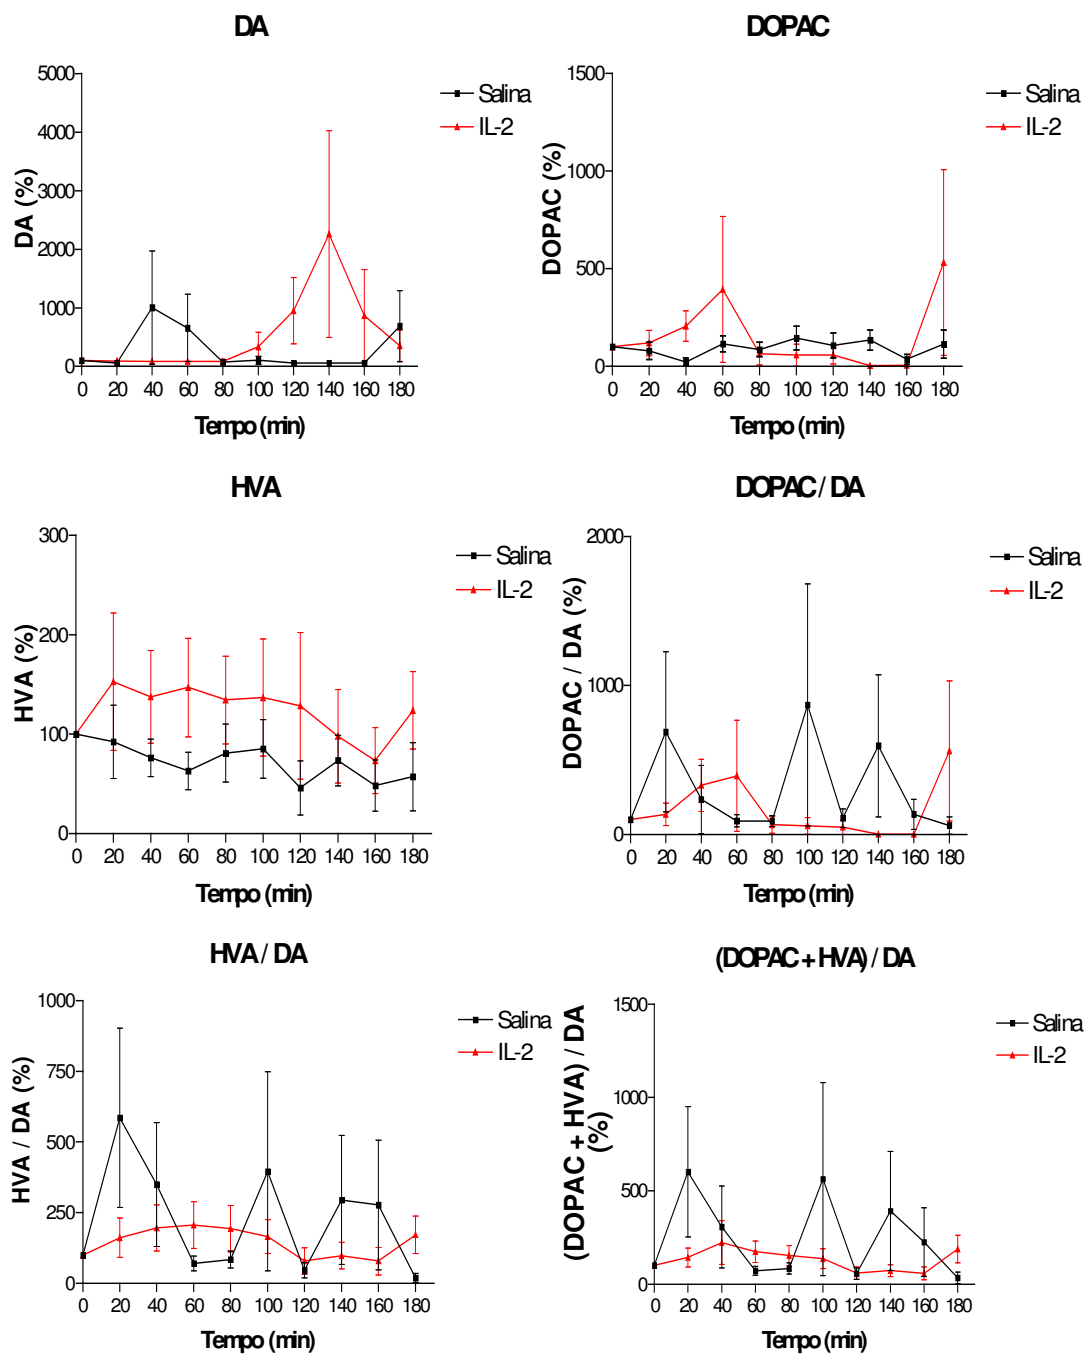 DA
5000
4000
3000
2000
1000
0
DA (%)
0 20 40 60 80 100 120 140 160 180
Tempo (min)
Salina
IL-2
DOPAC
1500
1000
500
0
DOPAC (%)
0 20 40 60 80 100 120 140 160 180
Tempo (min)
Salina
IL-2
HVA
300
200
100
0
HVA (%)
0 20 40 60 80 100 120 140 160 180
Tempo (min)
Salina
IL-2
DOPAC / DA
2000
1000
0
DOPAC / DA (%)
0 20 40 60 80 100 120 140 160 180
Tempo (min)
Salina
IL-2
HVA / DA
1000
750
500
250
0
HVA / DA (%)
0 20 40 60 80 100 120 140 160 180
Tempo (min)
Salina
IL-2
(DOPAC + HVA) / DA
1500
1000
500
0
(DOPAC + HVA) / DA
(%)
0 20 40 60 80 100 120 140 160 180
Tempo (min)
Salina
IL-2